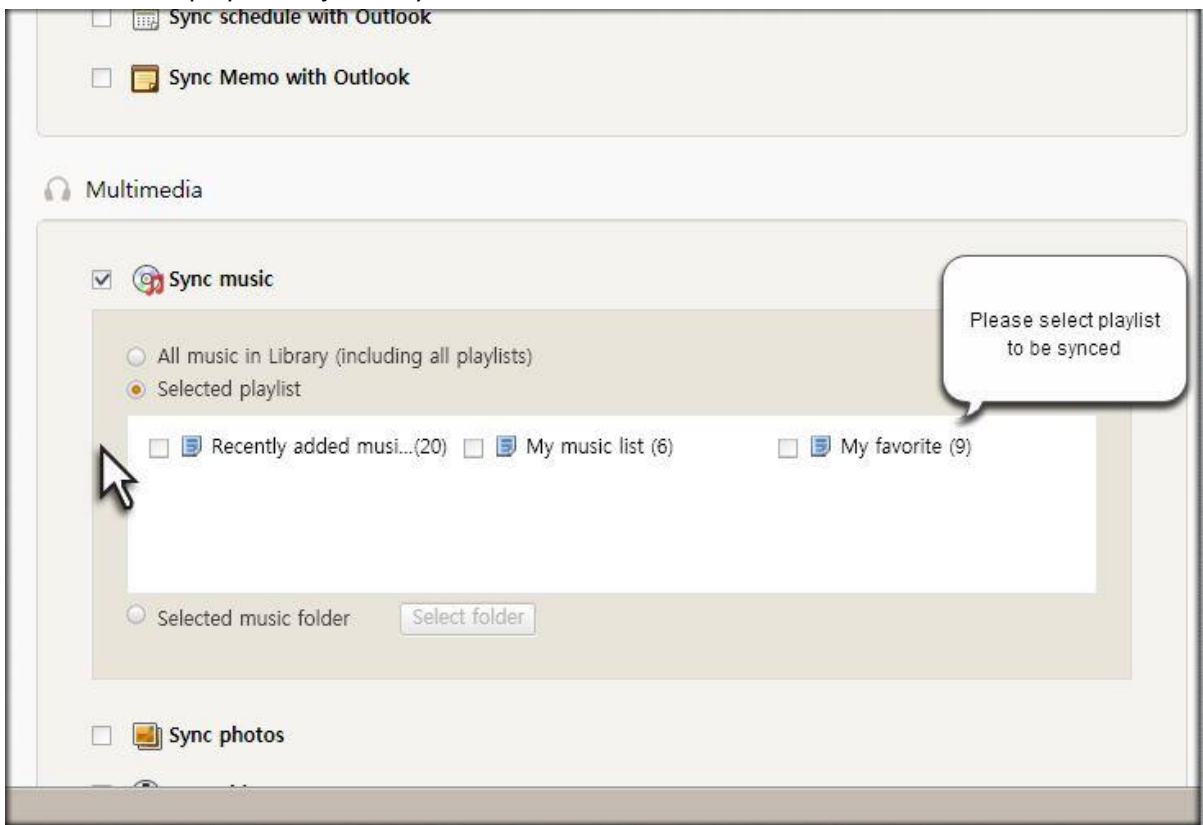 Sync schedule with Outlook
Sync Memo with Outlook
Multimedia
Sync music
Please select playlist
to be synced
All music in Library (including all playlists)
Selected playlist
Recently added musi...(20) My music list (6) My favorite (9)
Selected music folder Select folder
Sync photos